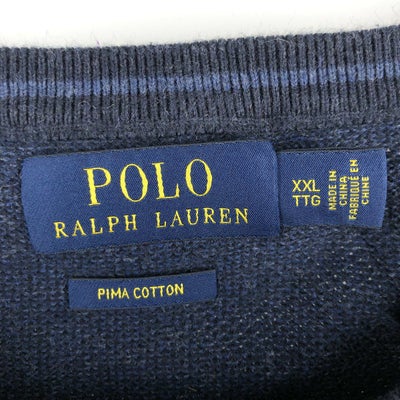 POLO
RALPH LAUREN
XXL
TTG
MADE IN
CHINA
FABRIQUÉ EN
CHINE
PIMA COTTON